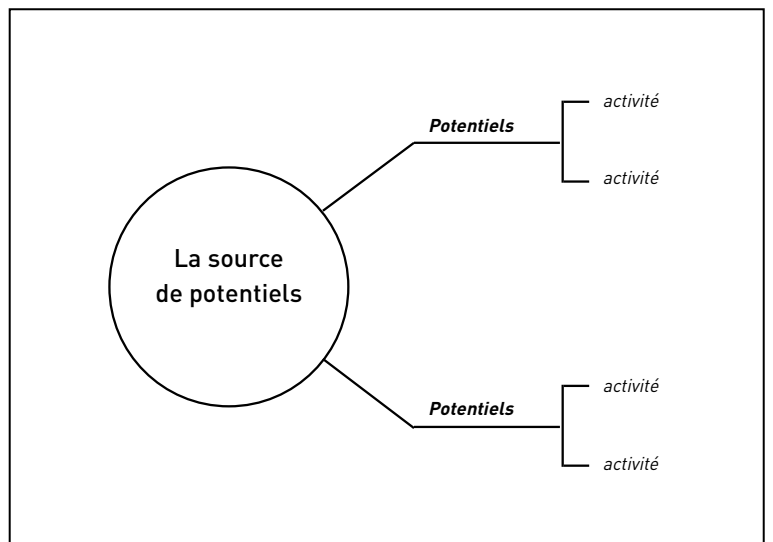 Potentiels
activité
activité
La source
de potentiels
Potentiels
activité
activité